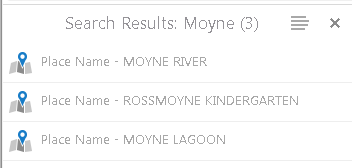 Search Results: Moyne (3)
Place Name - MOYNE RIVER
Place Name - ROSSMOYNE KINDERGARTEN
Place Name - MOYNE LAGOON